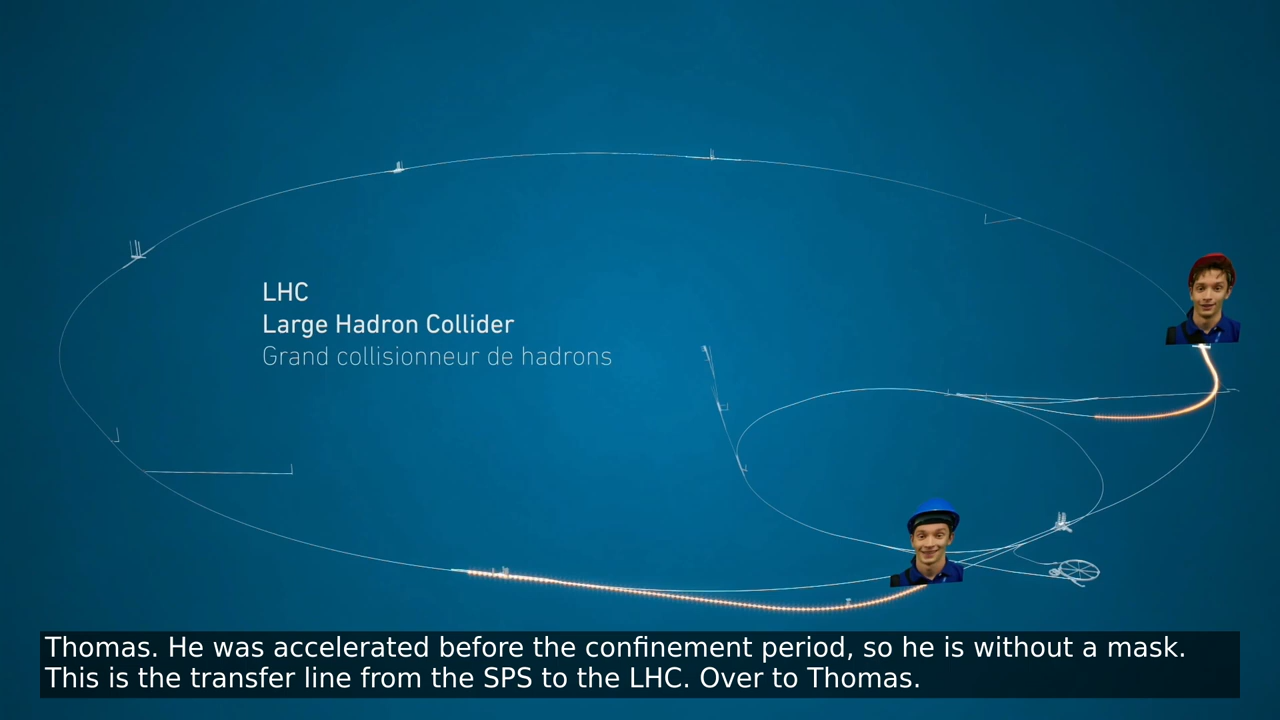 LHC
Large Hadron Collider
Grand collisionneur de hadrons
Thomas. He was accelerated before the confinement period, so he is without a mask.
This is the transfer line from the SPS to the LHC. Over to Thomas.